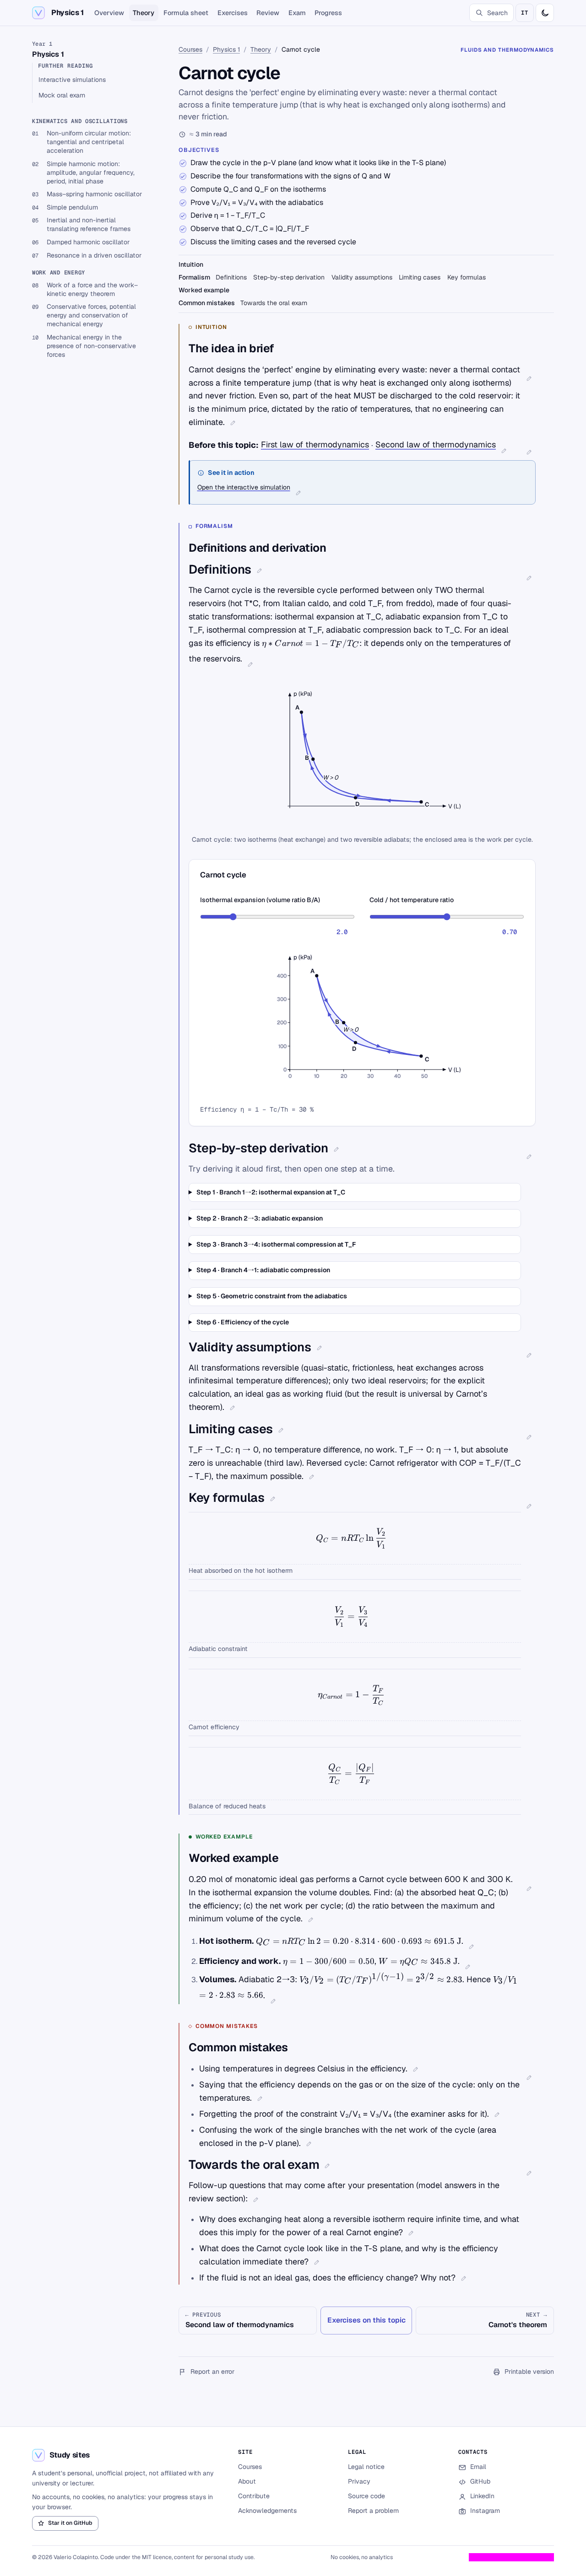 Physics 1 Overview Theory Formula sheet Exercises Review Exam Progress Search IT
Year 1
Physics 1
FURTHER READING
Interactive simulations
Mock oral exam
KINEMATICS AND OSCILLATIONS
01 Non-uniform circular motion:
tangential and centripetal
acceleration
02 Simple harmonic motion:
amplitude, angular frequency,
period, initial phase
03 Mass–spring harmonic oscillator
04 Simple pendulum
05 Inertial and non-inertial
translating reference frames
06 Damped harmonic oscillator
07 Resonance in a driven oscillator
WORK AND ENERGY
08 Work of a force and the work–
kinetic energy theorem
09 Conservative forces, potential
energy and conservation of
mechanical energy
10 Mechanical energy in the
presence of non-conservative
forces
Courses / Physics 1 / Theory / Carnot cycle
FLUIDS AND THERMODYNAMICS
Carnot cycle
Carnot designs the 'perfect' engine by eliminating every waste: never a thermal contact
across a finite temperature jump (that is why heat is exchanged only along isotherms) and
never friction.
≈ 3 min read
OBJECTIVES
Draw the cycle in the p-V plane (and know what it looks like in the T-S plane)
Describe the four transformations with the signs of Q and W
Compute Q_C and Q_F on the isotherms
Prove V₂/V₁ = V₃/V₄ with the adiabats
Derive η = 1 − T_F/T_C
Observe that Q_C/T_C = |Q_F|/T_F
Discuss the limiting cases and the reversed cycle
Intuition
Formalism Definitions Step-by-step derivation Validity assumptions Limiting cases Key formulas
Worked example
Common mistakes Towards the oral exam
INTUITION
The idea in brief
Carnot designs the 'perfect' engine by eliminating every waste: never a thermal contact
across a finite temperature jump (that is why heat is exchanged only along isotherms)
and never friction. Even so, part of the heat MUST be discharged to the cold reservoir: it
is the minimum price, dictated by the ratio of temperatures, that no engineering can
eliminate.
Before this topic: First law of thermodynamics · Second law of thermodynamics
See it in action
Open the interactive simulation
FORMALISM
Definitions and derivation
Definitions
The Carnot cycle is the reversible cycle performed between only TWO thermal
reservoirs (hot T*C, from Italian caldo, and cold T_F, from freddo), made of four quasi-
static transformations: isothermal expansion at T_C, adiabatic expansion from T_C to
T_F, isothermal compression at T_F, adiabatic compression back to T_C. For an ideal
gas its efficiency is η ∗ Carnot = 1 − T_F/T_C: it depends only on the temperatures of
the reservoirs.
p (kPa)
A
B
W > 0
D
C
V (L)
Carnot cycle: two isotherms (heat exchange) and two reversible adiabats; the enclosed area is the work per cycle.
Carnot cycle
Isothermal expansion (volume ratio B/A) Cold / hot temperature ratio
2.0 0.70
p (kPa)
A
400
300
200
B
W > 0
100
D
C
0
V (L)
0 10 20 30 40 50
Efficiency η = 1 − Tc/Th = 30 %
Step-by-step derivation
Try deriving it aloud first, then open one step at a time.
Step 1 · Branch 1→2: isothermal expansion at T_C
Step 2 · Branch 2→3: adiabatic expansion
Step 3 · Branch 3→4: isothermal compression at T_F
Step 4 · Branch 4→1: adiabatic compression
Step 5 · Geometric constraint from the adiabatics
Step 6 · Efficiency of the cycle
Validity assumptions
All transformations reversible (quasi-static, frictionless, heat exchanges across
infinitesimal temperature differences); only two ideal reservoirs; for the explicit
calculation, an ideal gas as working fluid (but the result is universal by Carnot's
theorem).
Limiting cases
T_F → T_C: η → 0, no temperature difference, no work. T_F → 0: η → 1, but absolute
zero is unreachable (third law). Reversed cycle: Carnot refrigerator with COP = T_F/(T_C
− T_F), the maximum possible.
Key formulas
Q_C = nRT_C ln V_2/V_1
Heat absorbed on the hot isotherm
V_2/V_1 = V_3/V_4
Adiabatic constraint
η_Carnot = 1 − T_F/T_C
Carnot efficiency
Q_C/T_C = |Q_F|/T_F
Balance of reduced heats
WORKED EXAMPLE
Worked example
0.20 mol of monatomic ideal gas performs a Carnot cycle between 600 K and 300 K.
In the isothermal expansion the volume doubles. Find: (a) the absorbed heat Q_C; (b)
the efficiency; (c) the net work per cycle; (d) the ratio between the maximum and
minimum volume of the cycle.
1. Hot isotherm. Q_C = nRT_C ln 2 = 0.20 · 8.314 · 600 · 0.693 ≈ 691.5 J.
2. Efficiency and work. η = 1 − 300/600 = 0.50, W = ηQ_C ≈ 345.8 J.
3. Volumes. Adiabatic 2→3: V_3/V_2 = (T_C/T_F)^{1/(γ−1)} = 2^{3/2} ≈ 2.83. Hence V_3/V_1
= 2 · 2.83 ≈ 5.66.
COMMON MISTAKES
Common mistakes
• Using temperatures in degrees Celsius in the efficiency.
• Saying that the efficiency depends on the gas or on the size of the cycle: only on the
temperatures.
• Forgetting the proof of the constraint V₂/V₁ = V₃/V₄ (the examiner asks for it).
• Confusing the work of the single branches with the net work of the cycle (area
enclosed in the p-V plane).
Towards the oral exam
Follow-up questions that may come after your presentation (model answers in the
review section):
• Why does exchanging heat along a reversible isotherm require infinite time, and what
does this imply for the power of a real Carnot engine?
• What does the Carnot cycle look like in the T-S plane, and why is the efficiency
calculation immediate there?
• If the fluid is not an ideal gas, does the efficiency change? Why not?
← PREVIOUS
Second law of thermodynamics
Exercises on this topic
NEXT →
Carnot's theorem
Report an error
Printable version
Study sites
A student's personal, unofficial project, not affiliated with any
university or lecturer.
No accounts, no cookies, no analytics: your progress stays in
your browser.
Star it on GitHub
SITE
Courses
About
Contribute
Acknowledgements
LEGAL
Legal notice
Privacy
Source code
Report a problem
CONTACTS
Email
GitHub
LinkedIn
Instagram
© 2026 Valerio Colapinto. Code under the MIT licence, content for personal study use.
No cookies, no analytics